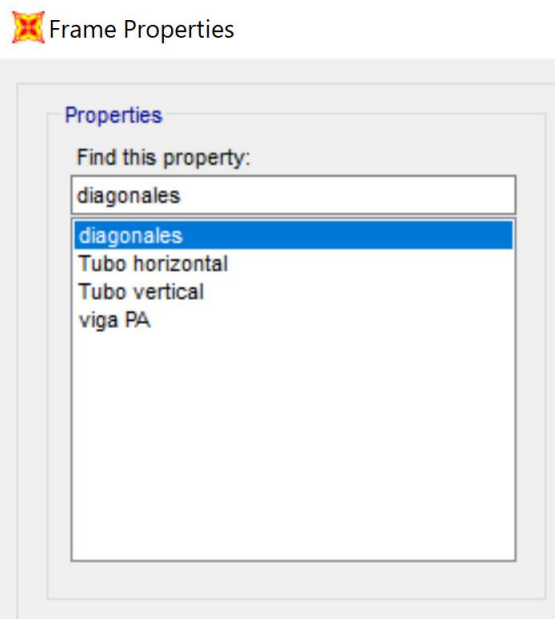 Frame Properties
Properties
Find this property:
diagonales
diagonales
Tubo horizontal
Tubo vertical
viga PA